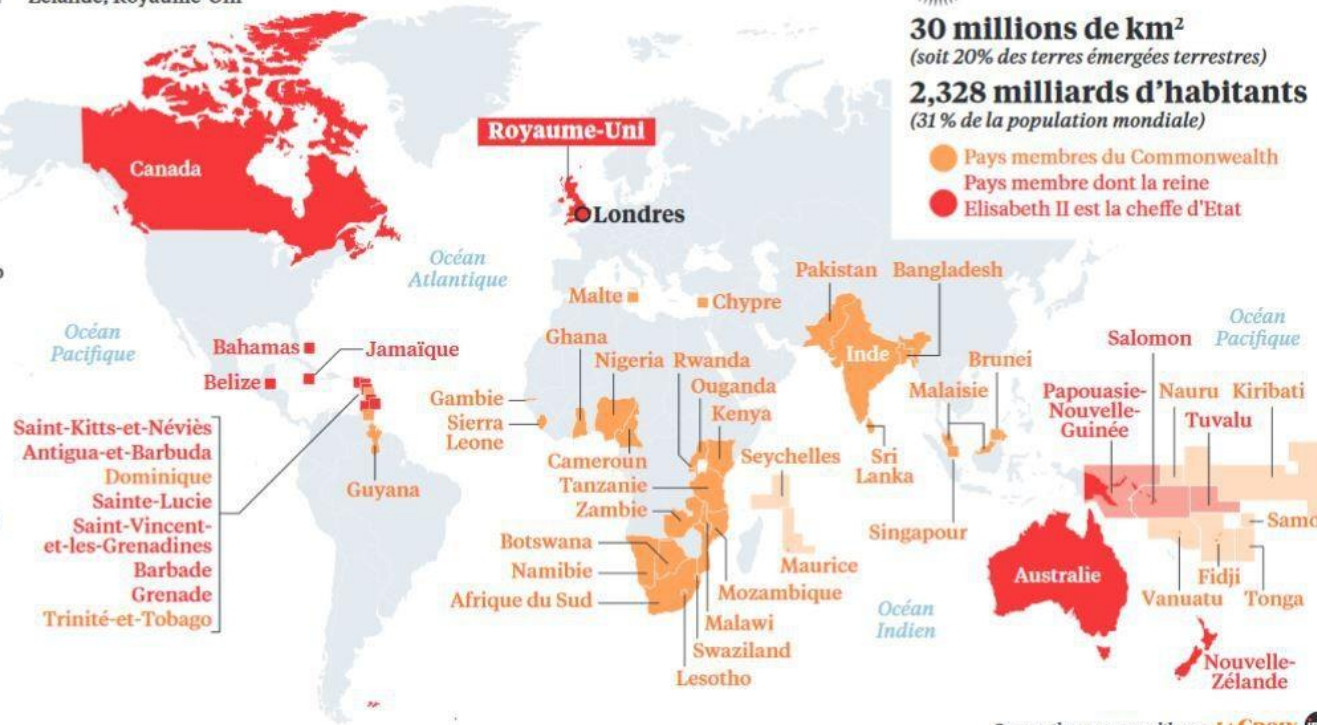 Zélande, Royaume-Uni
30 millions de km²
(soit 20% des terres émergées terrestres)
2,328 milliards d'habitants
(31 % de la population mondiale)
Pays membres du Commonwealth
Pays membre dont la reine
Elisabeth II est la cheffe d'Etat
Royaume-Uni
Canada
Londres
Océan
Atlantique
Océan
Pacifique
Bahamas
Jamaïque
Belize
Saint-Kitts-et-Néviès
Antigua-et-Barbuda
Dominique
Sainte-Lucie
Saint-Vincent-
et-les-Grenadines
Barbade
Grenade
Trinité-et-Tobago
Guyana
Malte
Chypre
Ghana
Nigeria
Rwanda
Ouganda
Kenya
Gambie
Sierra
Leone
Cameroun
Tanzanie
Zambie
Botswana
Namibie
Afrique du Sud
Seychelles
Maurice
Mozambique
Malawi
Swaziland
Lesotho
Pakistan
Bangladesh
Inde
Sri
Lanka
Malaisie
Brunei
Singapour
Océan
Indien
Océan
Pacifique
Salomon
Papouasie-
Nouvelle-
Guinée
Nauru
Kiribati
Tuvalu
Samo
Australie
Vanuatu
Fidji
Tonga
Nouvelle-
Zélande